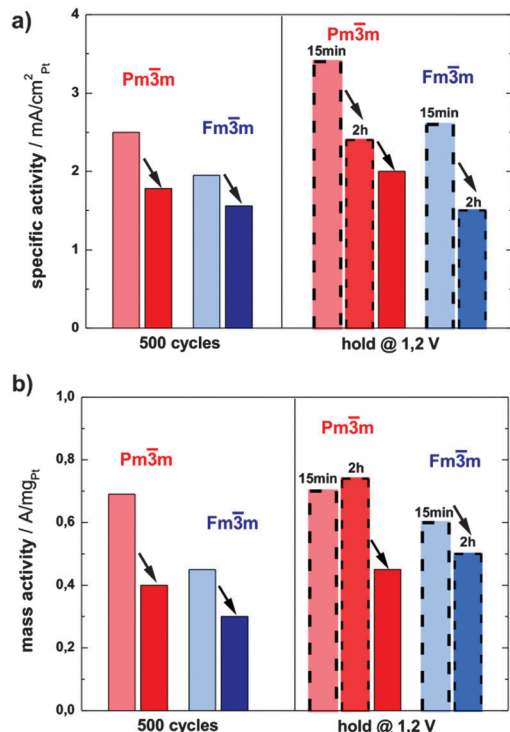 a)
specific activity / mA/cm²Pt
4
3
2
1
0
Pm3̅m
Fm3̅m
Pm3̅m
Fm3̅m
15min
2h
15min
2h
500 cycles
hold @ 1,2 V
b)
mass activity / A/mgPt
1,0
0,8
0,6
0,4
0,2
0,0
Pm3̅m
Fm3̅m
Pm3̅m
Fm3̅m
15min
2h
15min
2h
500 cycles
hold @ 1,2 V